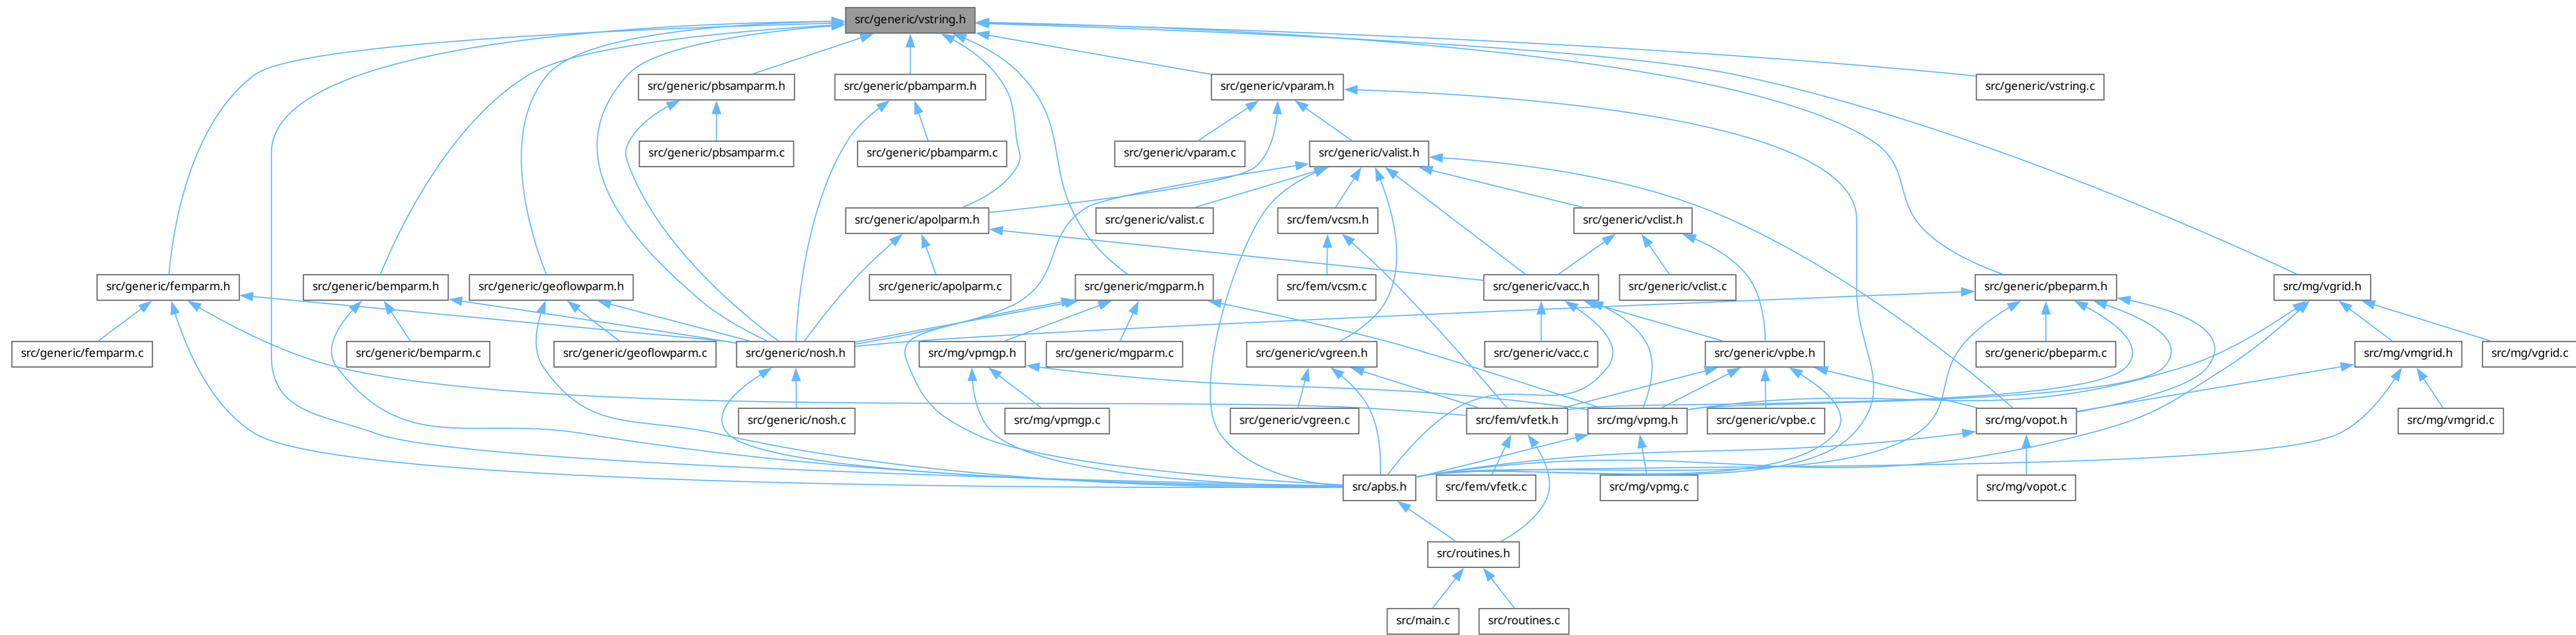 src/generic/vstring.h
src/generic/pbsamparm.h
src/generic/pbamparm.h
src/generic/vparam.h
src/generic/vstring.c
src/generic/pbsamparm.c
src/generic/pbamparm.c
src/generic/vparam.c
src/generic/valist.h
src/generic/apolparm.h
src/generic/valist.c
src/fem/vcsm.h
src/generic/vclist.h
src/generic/femparm.h
src/generic/bemparm.h
src/generic/geoflowparm.h
src/generic/apolparm.c
src/generic/mgparm.h
src/fem/vcsm.c
src/generic/vacc.h
src/generic/vclist.c
src/generic/pbeparm.h
src/mg/vgrid.h
src/generic/femparm.c
src/generic/bemparm.c
src/generic/geoflowparm.c
src/generic/nosh.h
src/mg/vpmgp.h
src/generic/mgparm.c
src/generic/vgreen.h
src/generic/vacc.c
src/generic/vpbe.h
src/generic/pbeparm.c
src/mg/vmgrid.h
src/mg/vgrid.c
src/generic/nosh.c
src/mg/vpmgp.c
src/generic/vgreen.c
src/fem/vfetk.h
src/mg/vpmg.h
src/generic/vpbe.c
src/mg/vopot.h
src/mg/vmgrid.c
src/apbs.h
src/fem/vfetk.c
src/mg/vpmg.c
src/mg/vopot.c
src/routines.h
src/main.c
src/routines.c